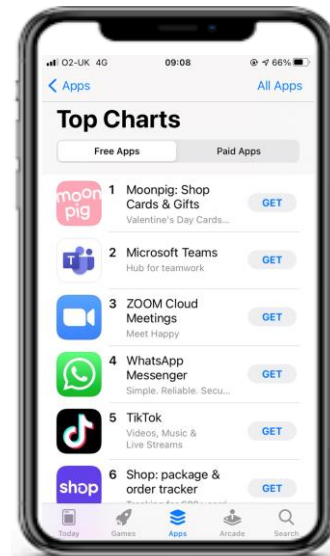 O2-UK 4G 09:08 66%
Apps All Apps
Top Charts
Free Apps Paid Apps
moon
pig
1 Moonpig: Shop
Cards & Gifts
Valentine's Day Cards...
GET
2 Microsoft Teams
Hub for teamwork
GET
T
3 ZOOM Cloud
Meetings
Meet Happy
GET
4 WhatsApp
Messenger
Simple. Reliable. Secu...
GET
5 TikTok
Videos, Music &
Live Streams
GET
shop
6 Shop: package &
order tracker
GET
Today Games Apps Arcade Search